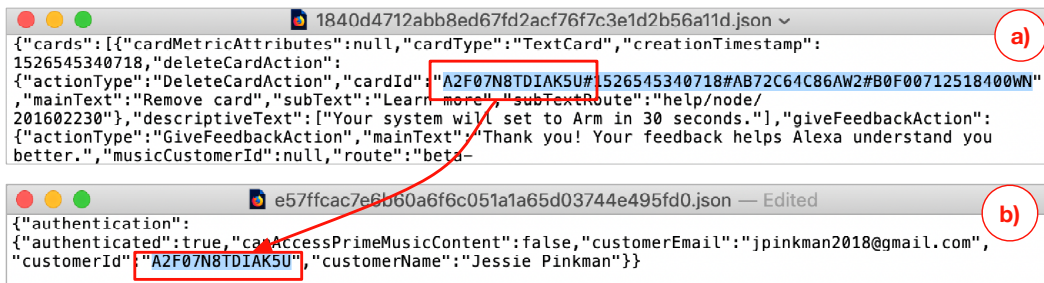 1840d4712abb8ed67fd2acf76f7c3e1d2b56a11d.json
a)
{"cards":[{"cardMetricAttributes":null,"cardType":"TextCard","creationTimestamp":
1526545340718,"deleteCardAction":
{"actionType":"DeleteCardAction","cardId":"A2F07N8TDIAK5U#1526545340718#AB72C64C86AW2#B0F00712518400WN"
,"mainText":"Remove card","subText":"Learn more","subTextRoute":"help/node/
201602230"},"descriptiveText":["Your system will set to Arm in 30 seconds."],"giveFeedbackAction":
{"actionType":"GiveFeedbackAction","mainText":"Thank you! Your feedback helps Alexa understand you
better.","musicCustomerId":null,"route":"beta-
e57ffcac7e6b60a6f6c051a1a65d03744e495fd0.json — Edited
b)
{"authentication":
{"authenticated":true,"canAccessPrimeMusicContent":false,"customerEmail":"jpinkman2018@gmail.com",
"customerId":"A2F07N8TDIAK5U","customerName":"Jessie Pinkman"}}